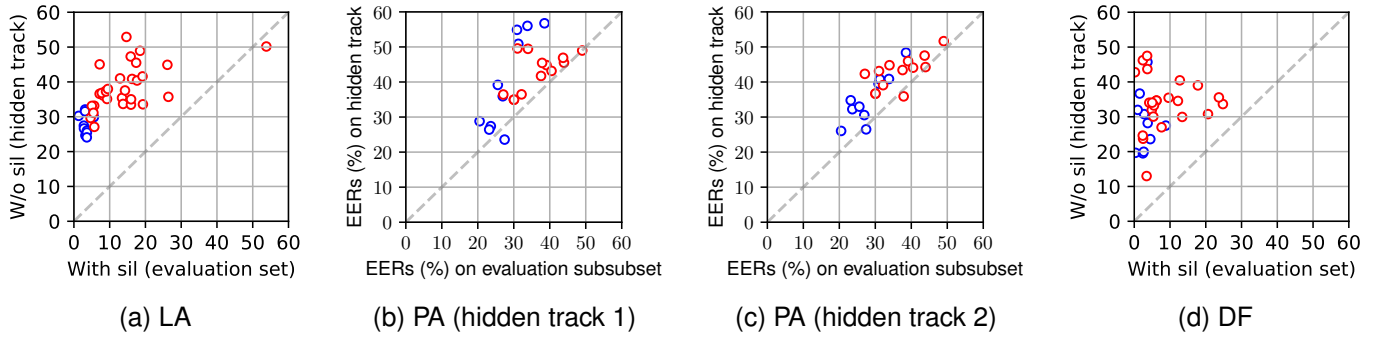 W/o sil (hidden track)
60
50
40
30
20
10
0
0 10 20 30 40 50 60
With sil (evaluation set)
(a) LA
EERs (%) on hidden track
60
50
40
30
20
10
0
0 10 20 30 40 50 60
EERs (%) on evaluation subsubset
(b) PA (hidden track 1)
EERs (%) on hidden track
60
50
40
30
20
10
0
0 10 20 30 40 50 60
EERs (%) on evaluation subsubset
(c) PA (hidden track 2)
W/o sil (hidden track)
60
50
40
30
20
10
0
0 10 20 30 40 50 60
With sil (evaluation set)
(d) DF